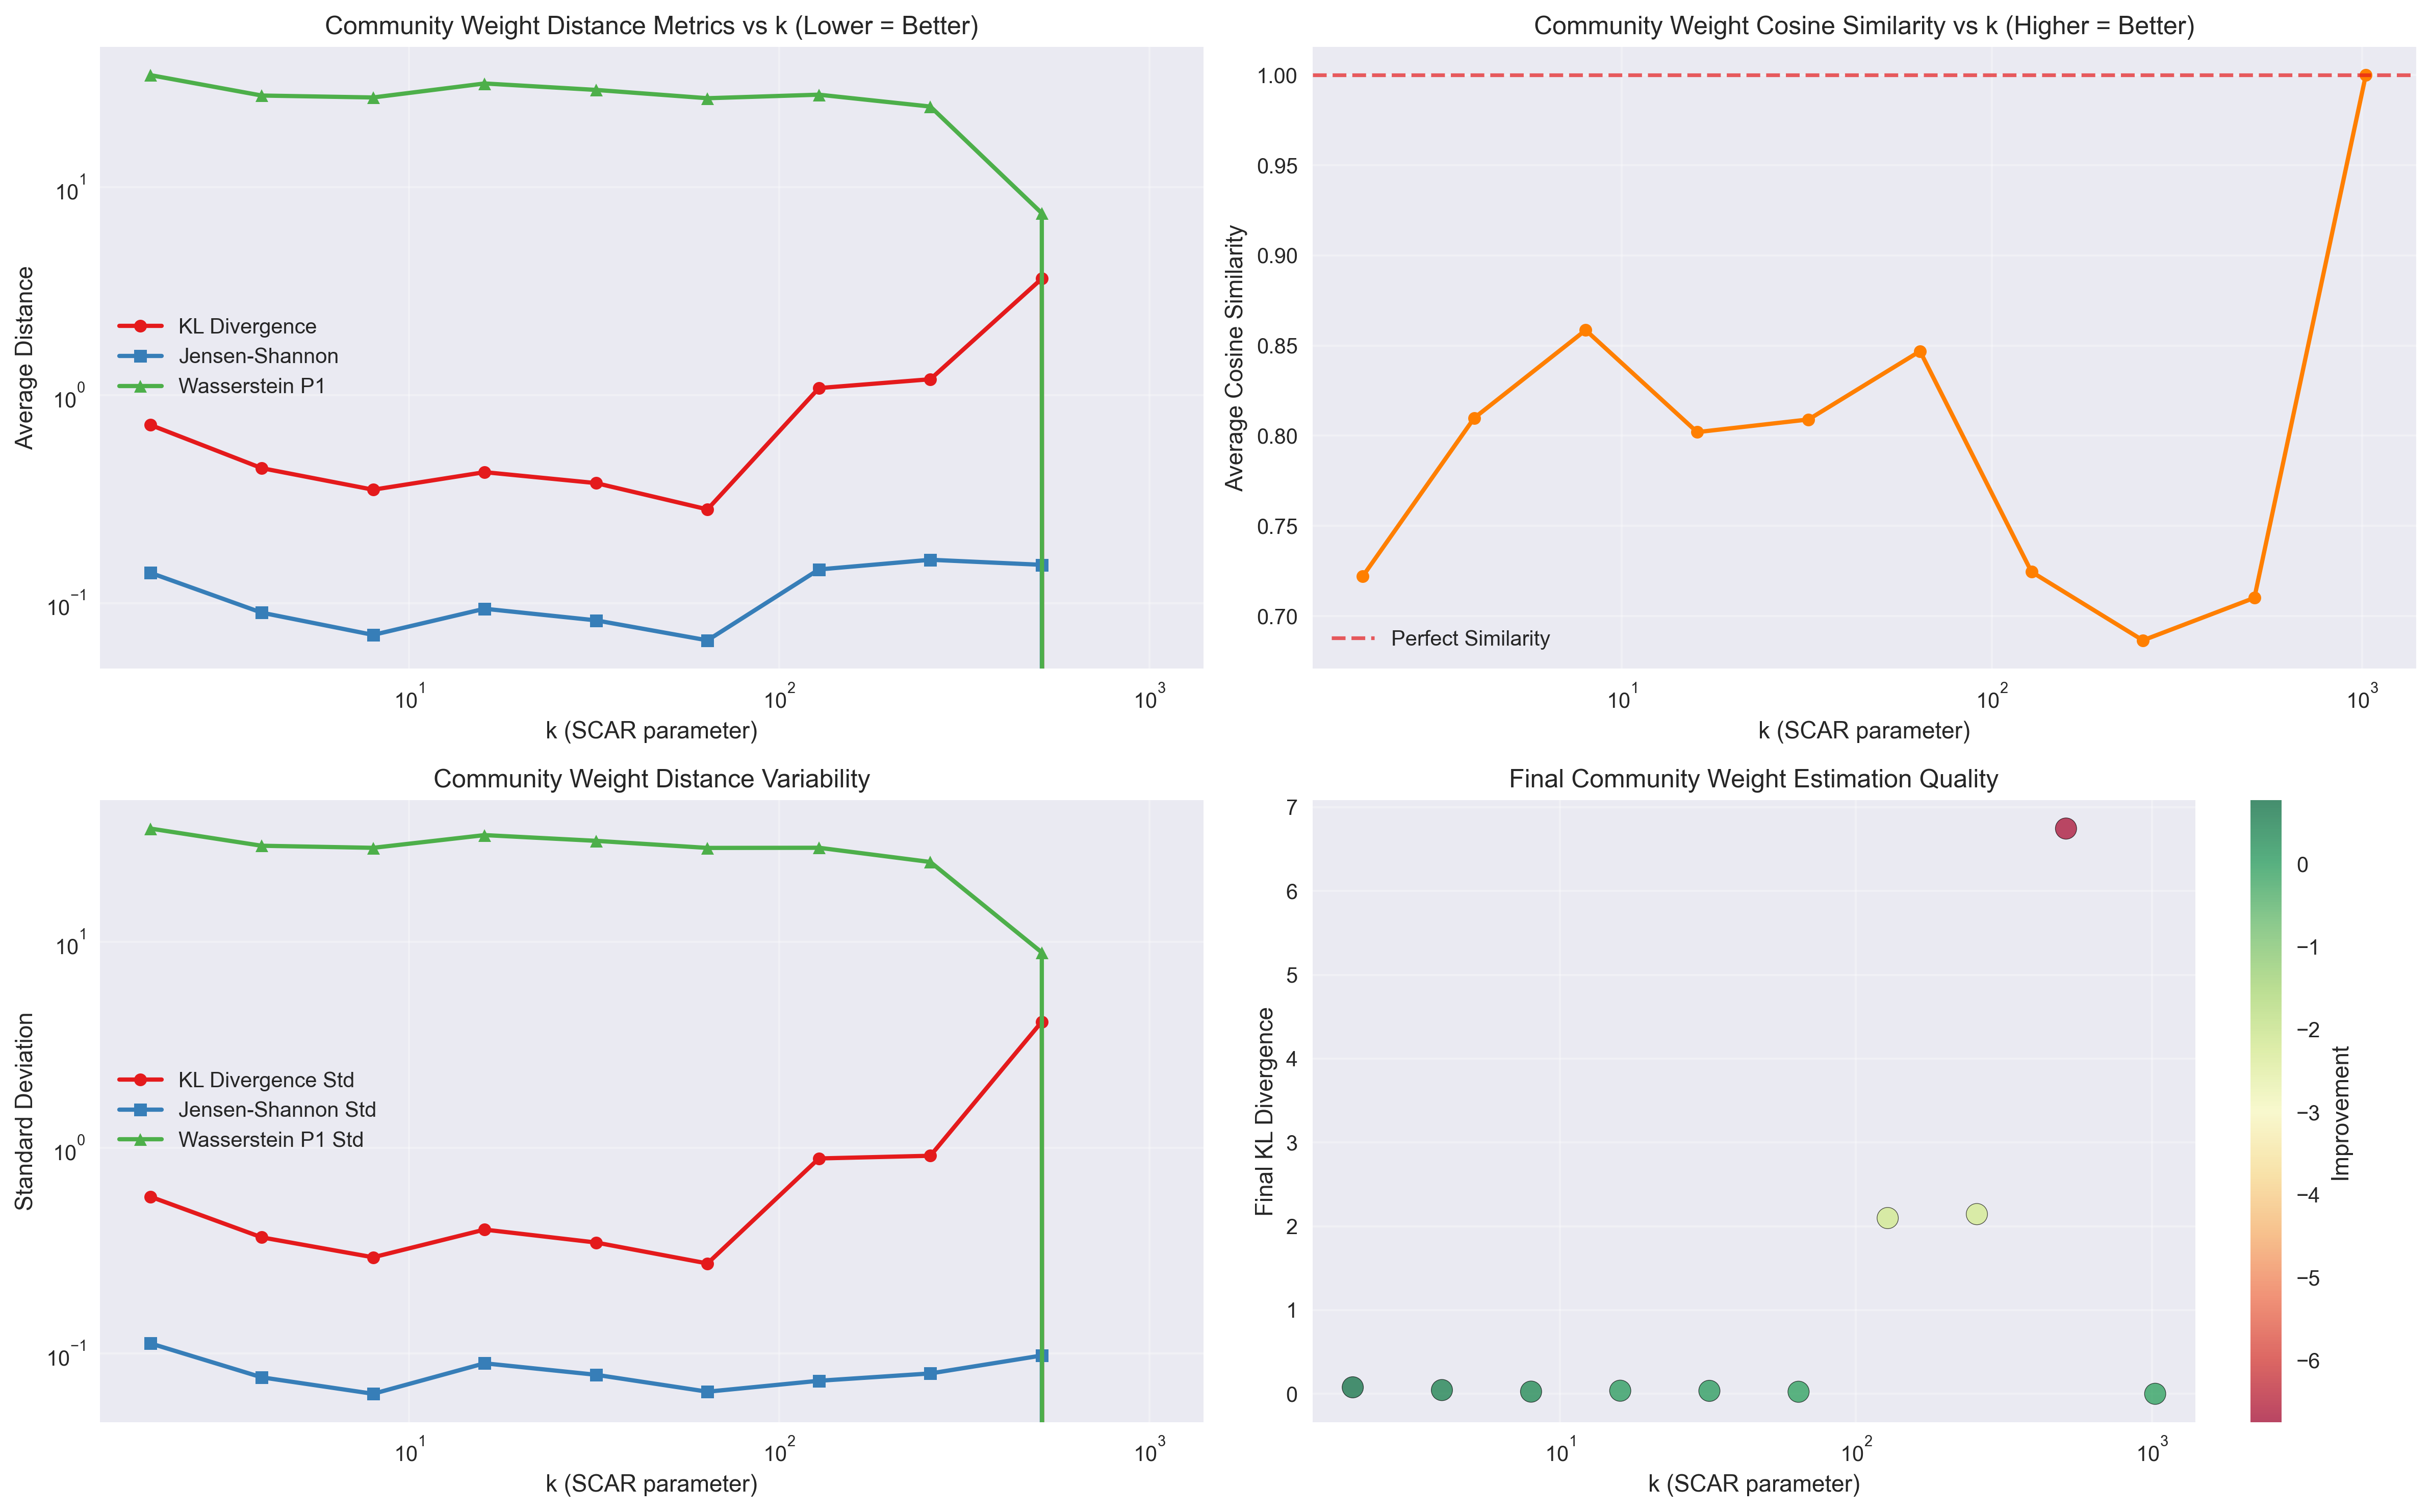 Community Weight Distance Metrics vs k (Lower = Better)
Average Distance
10^1
10^0
10^−1
KL Divergence
Jensen-Shannon
Wasserstein P1
10^1
10^2
10^3
k (SCAR parameter)
Community Weight Cosine Similarity vs k (Higher = Better)
Average Cosine Similarity
1.00
0.95
0.90
0.85
0.80
0.75
0.70
Perfect Similarity
10^1
10^2
10^3
k (SCAR parameter)
Community Weight Distance Variability
Standard Deviation
10^1
10^0
10^−1
KL Divergence Std
Jensen-Shannon Std
Wasserstein P1 Std
10^1
10^2
10^3
k (SCAR parameter)
Final Community Weight Estimation Quality
Final KL Divergence
7
6
5
4
3
2
1
0
10^1
10^2
10^3
k (SCAR parameter)
0
−1
−2
−3
−4
−5
−6
Improvement